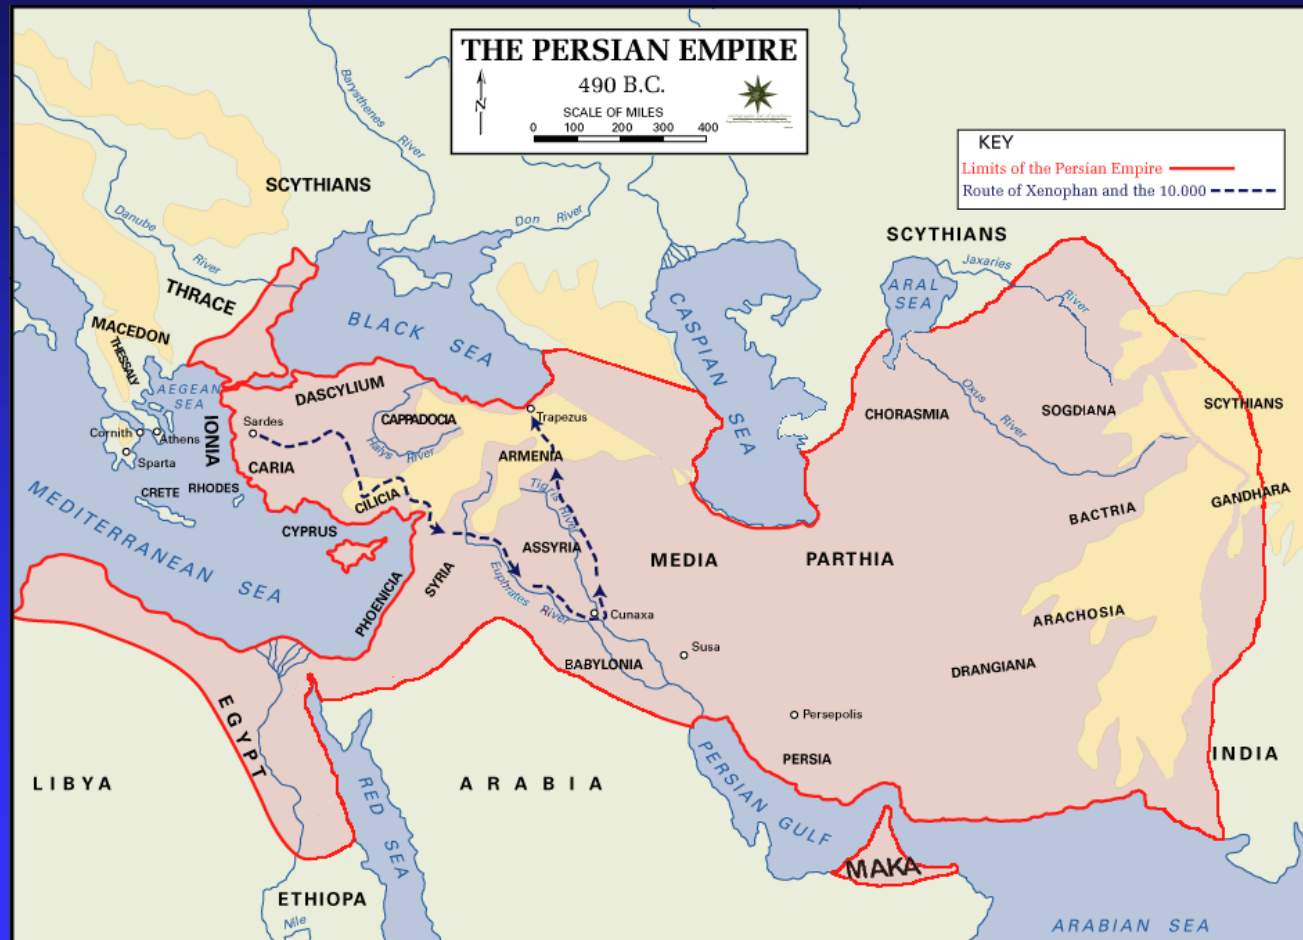 THE PERSIAN EMPIRE
490 B.C.
N
SCALE OF MILES
0 100 200 300 400
KEY
Limits of the Persian Empire
Route of Xenophan and the 10.000
Barysthenes
River
SCYTHIANS
Danube
River
Don River
THRACE
MACEDON
THESSALY
BLACK SEA
CASPIAN SEA
SCYTHIANS
ARAL
SEA
Jaxaries
River
AEGEAN
SEA
DASCYLIUM
CAPPADOCIA
Halys River
Trapezus
IONIA
Sardes
Cornith
Athens
Sparta
CARIA
ARMENIA
CHORASMIA
Oxus
River
SOGDIANA
SCYTHIANS
CRETE
RHODES
CILICIA
Tigris River
GANDHARA
BACTRIA
MEDITERRANEAN SEA
CYPRUS
ASSYRIA
MEDIA
PARTHIA
PHOENICIA
SYRIA
Euphrates River
Cunaxa
ARACHOSIA
BABYLONIA
Susa
DRANGIANA
EGYPT
Persepolis
PERSIA
INDIA
LIBYA
ARABIA
RED SEA
PERSIAN GULF
MAKA
ETHIOPA
Nile
ARABIAN SEA